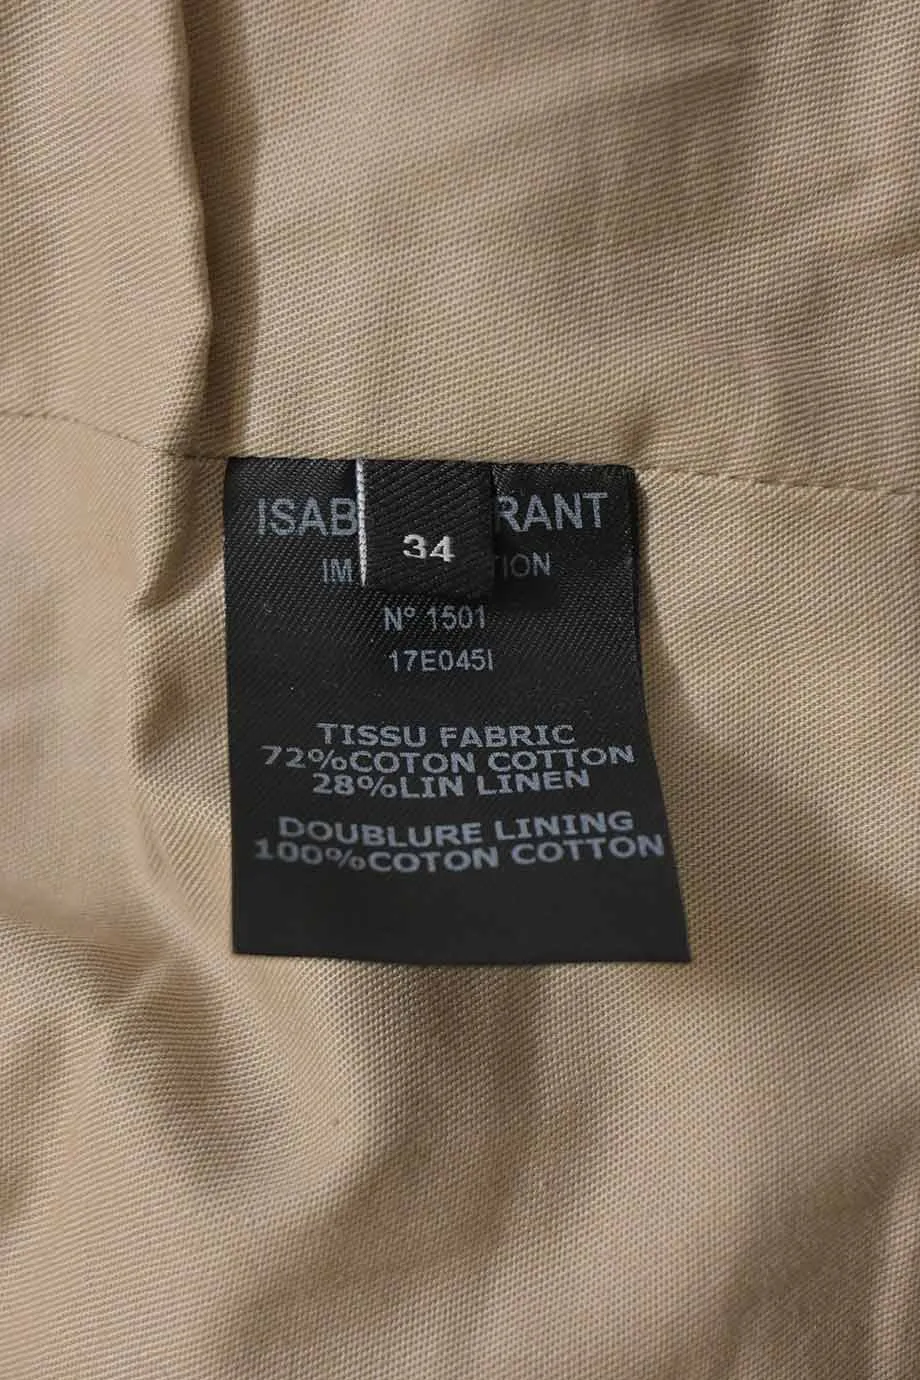 ISAB RANT
34
IM TION
N° 1501
17E045I
TISSU FABRIC
72%COTON COTTON
28%LIN LINEN
DOUBLURE LINING
100%COTON COTTON